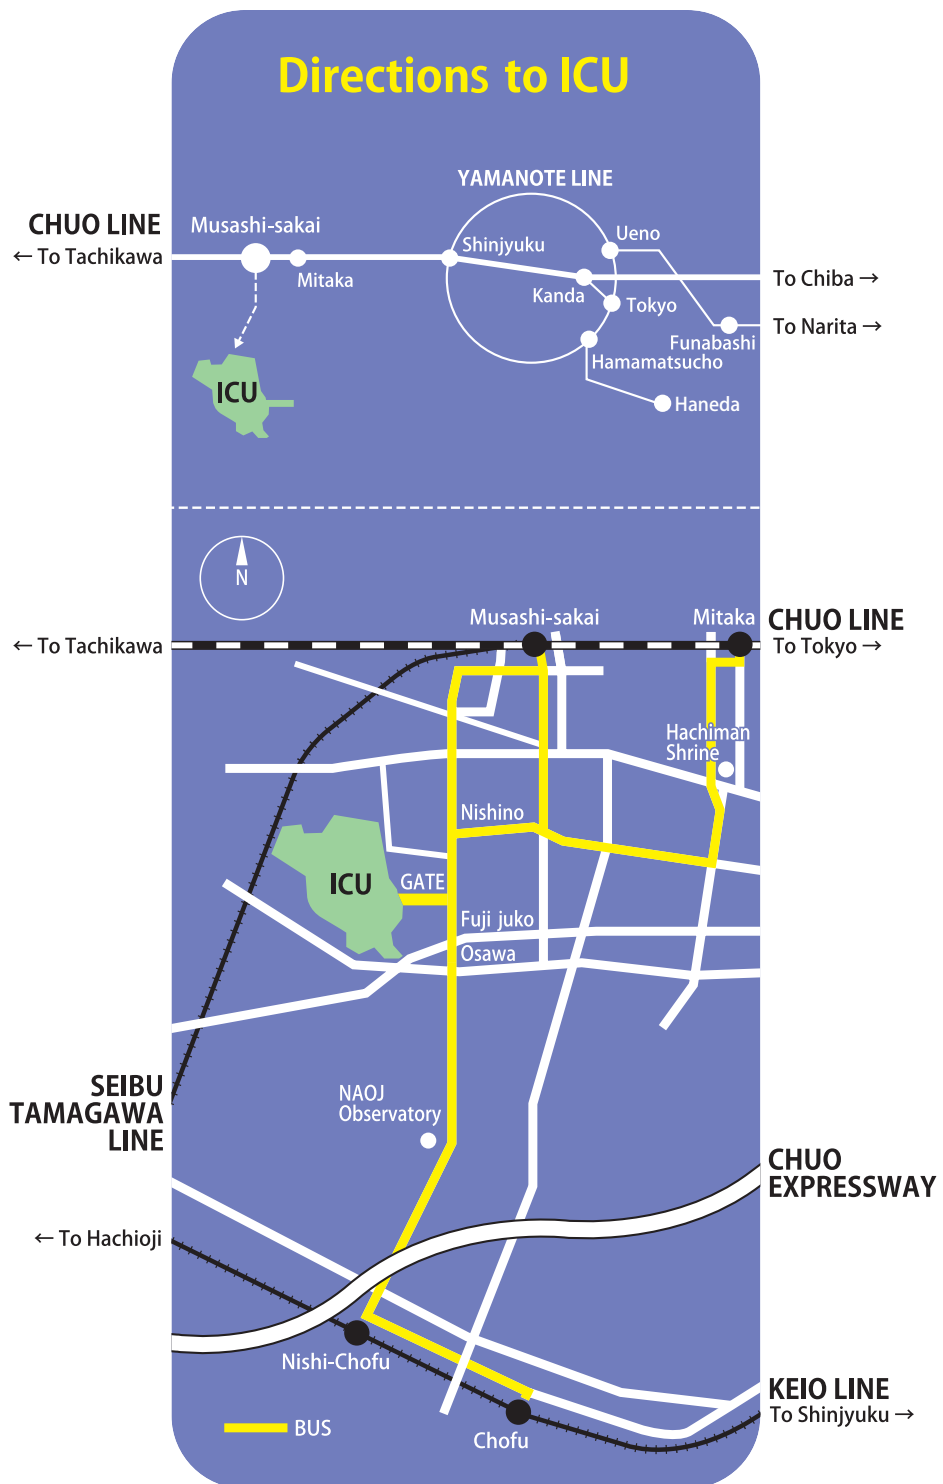 Directions to ICU
YAMANOTE LINE
CHUO LINE
Musashi-sakai
← To Tachikawa
Mitaka
Shinjyuku
Ueno
Kanda
Tokyo
To Chiba →
Funabashi
To Narita →
Hamamatsucho
Haneda
ICU
N
Musashi-sakai
Mitaka
CHUO LINE
← To Tachikawa
To Tokyo →
Hachiman
Shrine
Nishino
ICU
GATE
Fuji juko
Osawa
SEIBU
TAMAGAWA
LINE
NAOJ
Observatory
CHUO
EXPRESSWAY
← To Hachioji
Nishi-Chofu
KEIO LINE
To Shinjyuku →
Chofu
BUS